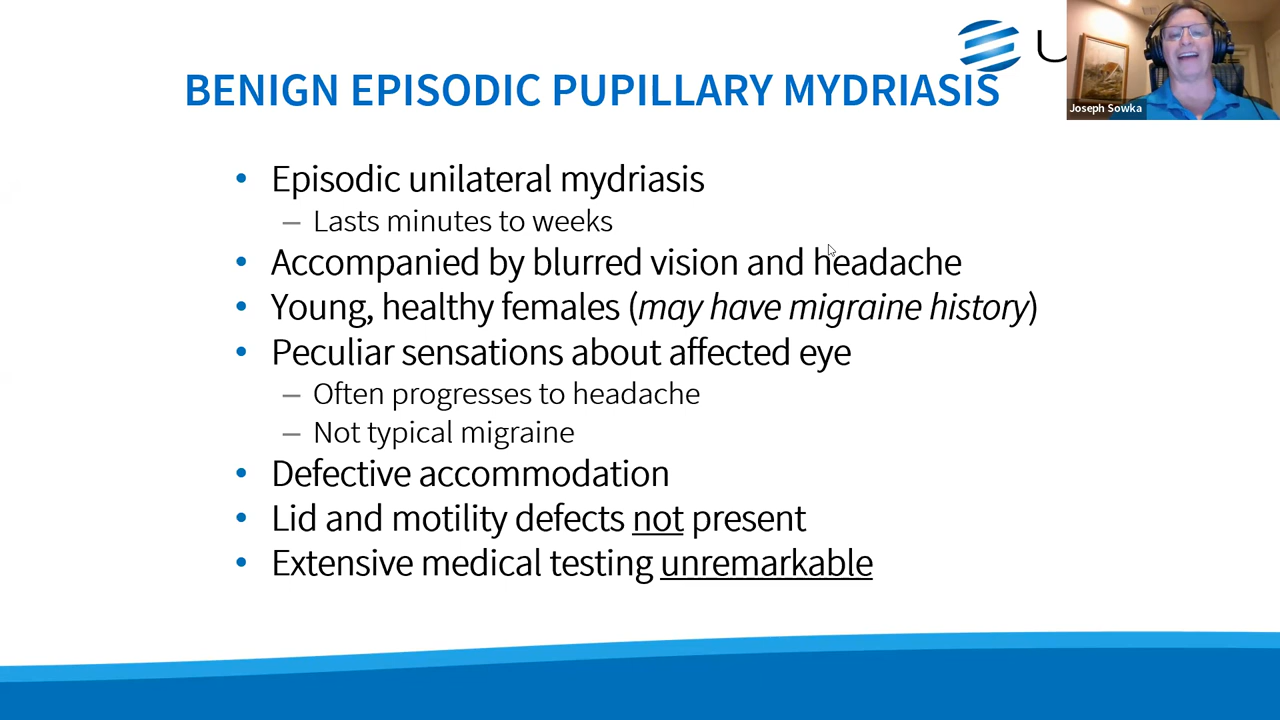 U
Joseph Sowka
BENIGN EPISODIC PUPILLARY MYDRIASIS
• Episodic unilateral mydriasis
– Lasts minutes to weeks
• Accompanied by blurred vision and headache
• Young, healthy females (may have migraine history)
• Peculiar sensations about affected eye
– Often progresses to headache
– Not typical migraine
• Defective accommodation
• Lid and motility defects not present
• Extensive medical testing unremarkable